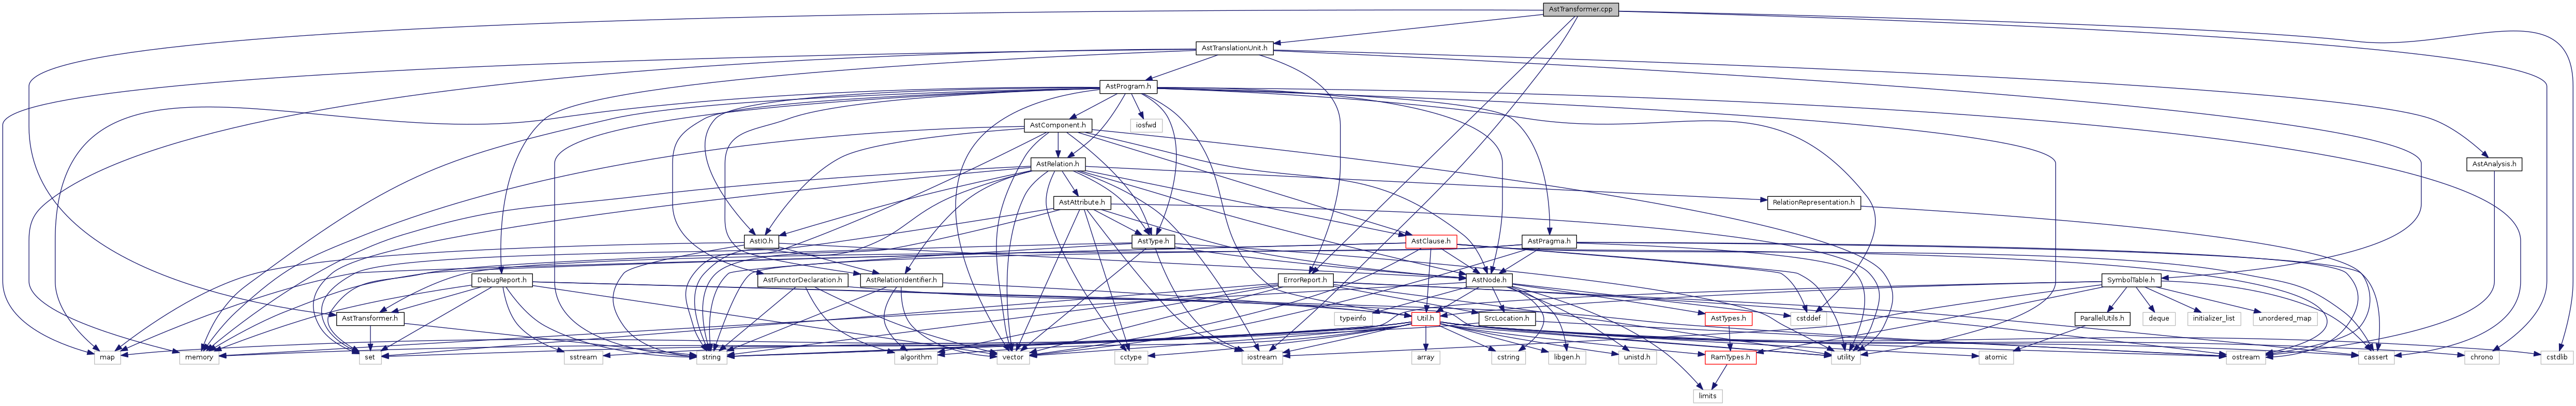 AstTransformer.cpp
AstTranslationUnit.h
AstProgram.h
AstComponent.h
iosfwd
AstRelation.h
AstAnalysis.h
AstAttribute.h
RelationRepresentation.h
AstIO.h
AstType.h
AstClause.h
AstPragma.h
DebugReport.h
AstFunctorDeclaration.h
AstRelationIdentifier.h
ErrorReport.h
AstNode.h
SymbolTable.h
AstTransformer.h
typeinfo
Util.h
SrcLocation.h
AstTypes.h
cstddef
ParallelUtils.h
deque
initializer_list
unordered_map
map
memory
set
sstream
string
algorithm
vector
cctype
iostream
array
cstring
libgen.h
unistd.h
RamTypes.h
utility
atomic
ostream
cassert
chrono
cstdlib
limits